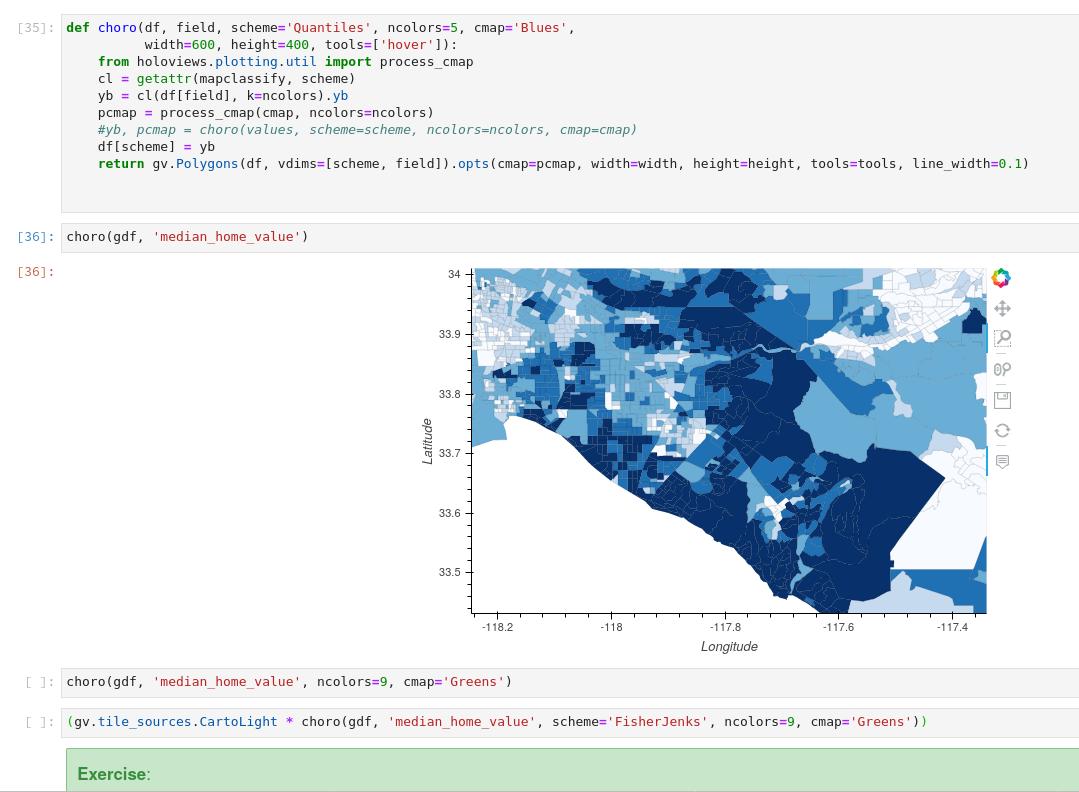 [35]: def choro(df, field, scheme='Quantiles', ncolors=5, cmap='Blues',
          width=600, height=400, tools=['hover']):
    from holoviews.plotting.util import process_cmap
    cl = getattr(mapclassify, scheme)
    yb = cl(df[field], k=ncolors).yb
    pcmap = process_cmap(cmap, ncolors=ncolors)
    #yb, pcmap = choro(values, scheme=scheme, ncolors=ncolors, cmap=cmap)
    df[scheme] = yb
    return gv.Polygons(df, vdims=[scheme, field]).opts(cmap=pcmap, width=width, height=height, tools=tools, line_width=0.1)
[36]: choro(gdf, 'median_home_value')
[36]:
34
33.9
33.8
33.7
33.6
33.5
Latitude
-118.2 -118 -117.8 -117.6 -117.4
Longitude
[ ]: choro(gdf, 'median_home_value', ncolors=9, cmap='Greens')
[ ]: (gv.tile_sources.CartoLight * choro(gdf, 'median_home_value', scheme='FisherJenks', ncolors=9, cmap='Greens'))
Exercise: